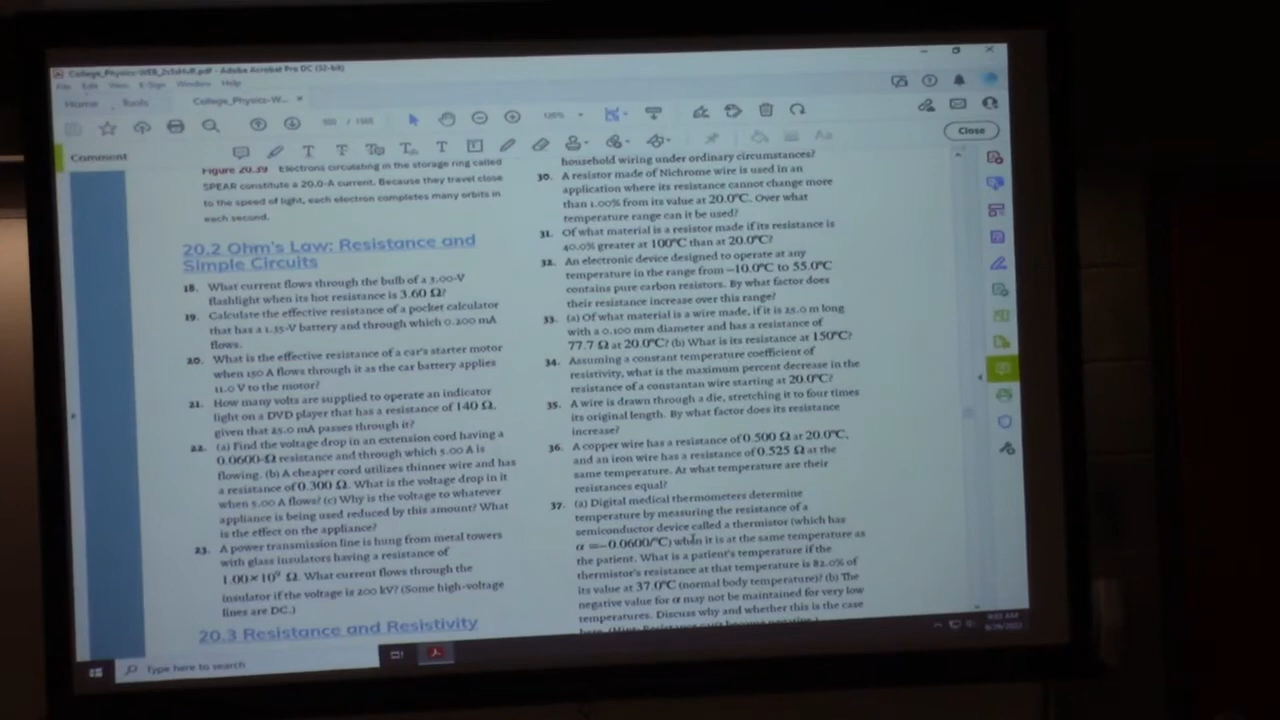 College_Physics-WEB_2sSsHuR.pdf - Adobe Acrobat Pro DC (32-bit)
File Edit View E-Sign Window Help
Home Tools College_Physics-W... ×
Close
Comment
Figure 20.39 Electrons circulating in the storage ring called
SPEAR constitute a 20.0-A current. Because they travel close
to the speed of light, each electron completes many orbits in
each second.
20.2 Ohm's Law: Resistance and
Simple Circuits
18. What current flows through the bulb of a 3.00-V
flashlight when its hot resistance is 3.60 Ω?
19. Calculate the effective resistance of a pocket calculator
that has a 1.35-V battery and through which 0.200 mA
flows.
20. What is the effective resistance of a car's starter motor
when 150 A flows through it as the car battery applies
11.0 V to the motor?
21. How many volts are supplied to operate an indicator
light on a DVD player that has a resistance of 140 Ω,
given that 25.0 mA passes through it?
22. (a) Find the voltage drop in an extension cord having a
0.0600-Ω resistance and through which 5.00 A is
flowing. (b) A cheaper cord utilizes thinner wire and has
a resistance of 0.300 Ω. What is the voltage drop in it
when 5.00 A flows? (c) Why is the voltage to whatever
appliance is being used reduced by this amount? What
is the effect on the appliance?
23. A power transmission line is hung from metal towers
with glass insulators having a resistance of
1.00×10⁹ Ω. What current flows through the
insulator if the voltage is 200 kV? (Some high-voltage
lines are DC.)
20.3 Resistance and Resistivity
household wiring under ordinary circumstances?
30. A resistor made of Nichrome wire is used in an
application where its resistance cannot change more
than 1.00% from its value at 20.0ºC. Over what
temperature range can it be used?
31. Of what material is a resistor made if its resistance is
40.0% greater at 100ºC than at 20.0ºC?
32. An electronic device designed to operate at any
temperature in the range from −10.0ºC to 55.0ºC
contains pure carbon resistors. By what factor does
their resistance increase over this range?
33. (a) Of what material is a wire made, if it is 25.0 m long
with a 0.100 mm diameter and has a resistance of
77.7 Ω at 20.0ºC? (b) What is its resistance at 150ºC?
34. Assuming a constant temperature coefficient of
resistivity, what is the maximum percent decrease in the
resistance of a constantan wire starting at 20.0ºC?
35. A wire is drawn through a die, stretching it to four times
its original length. By what factor does its resistance
increase?
36. A copper wire has a resistance of 0.500 Ω at 20.0ºC,
and an iron wire has a resistance of 0.525 Ω at the
same temperature. At what temperature are their
resistances equal?
37. (a) Digital medical thermometers determine
temperature by measuring the resistance of a
semiconductor device called a thermistor (which has
α = −0.0600/ºC) when it is at the same temperature as
the patient. What is a patient's temperature if the
thermistor's resistance at that temperature is 82.0% of
its value at 37.0ºC (normal body temperature)? (b) The
negative value for α may not be maintained for very low
temperatures. Discuss why and whether this is the case
here. (Hint: Resistance can't become negative.)
Type here to search